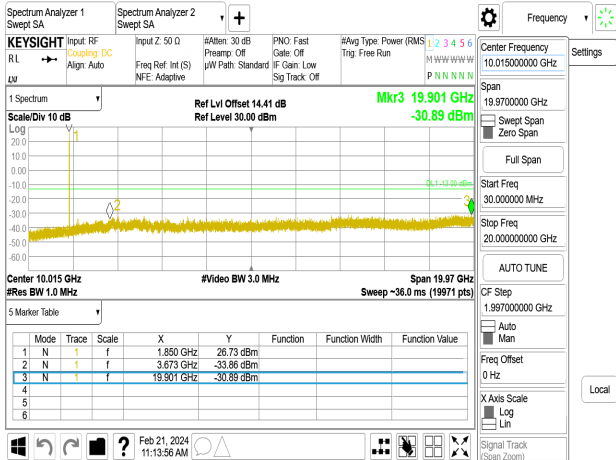 Spectrum Analyzer 1
Swept SA
Spectrum Analyzer 2
Swept SA
Frequency
KEYSIGHT
RL
Input: RF
Coupling: DC
Align: Auto
Input Z: 50 Ω
Freq Ref: Int (S)
NFE: Adaptive
#Atten: 30 dB
Preamp: Off
µW Path: Standard
PNO: Fast
Gate: Off
IF Gain: Low
Sig Track: Off
#Avg Type: Power (RMS
Trig: Free Run
1 2 3 4 5 6
M W W W W W
P N N N N N
LXI
1 Spectrum
Scale/Div 10 dB
Ref Lvl Offset 14.41 dB
Ref Level 30.00 dBm
Mkr3 19.901 GHz
-30.89 dBm
Log
20.0
10.0
0.00
-10.0
-20.0
-30.0
-40.0
-50.0
-60.0
1
2
3
DL1 -13.00 dBm
Center 10.015 GHz
#Res BW 1.0 MHz
#Video BW 3.0 MHz
Span 19.97 GHz
Sweep ~36.0 ms (19971 pts)
5 Marker Table
Mode Trace Scale X Y Function Function Width Function Value
1 N 1 f 1.850 GHz 26.73 dBm
2 N 1 f 3.673 GHz -33.86 dBm
3 N 1 f 19.901 GHz -30.89 dBm
4
5
6
Feb 21, 2024
11:13:56 AM
Center Frequency
10.015000000 GHz
Settings
Span
19.9700000 GHz
Swept Span
Zero Span
Full Span
Start Freq
30.000000 MHz
Stop Freq
20.000000000 GHz
AUTO TUNE
CF Step
1.997000000 GHz
Auto
Man
Freq Offset
0 Hz
Local
X Axis Scale
Log
Lin
Signal Track
(Span Zoom)